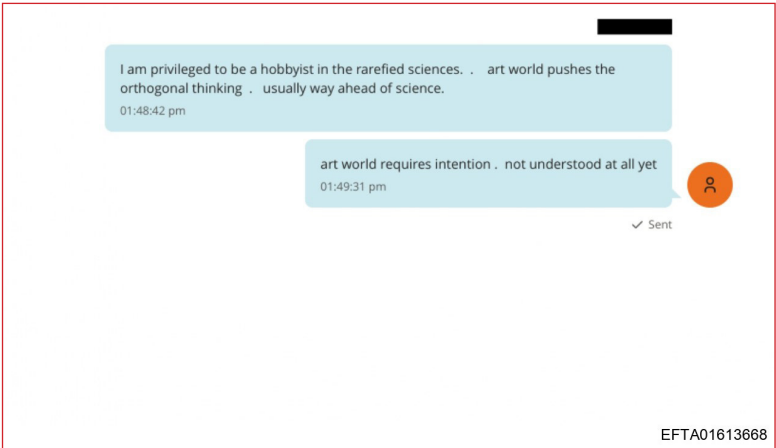 I am privileged to be a hobbyist in the rarefied sciences. .   art world pushes the
orthogonal thinking .   usually way ahead of science.
01:48:42 pm
art world requires intention .  not understood at all yet
01:49:31 pm
Sent
EFTA01613668